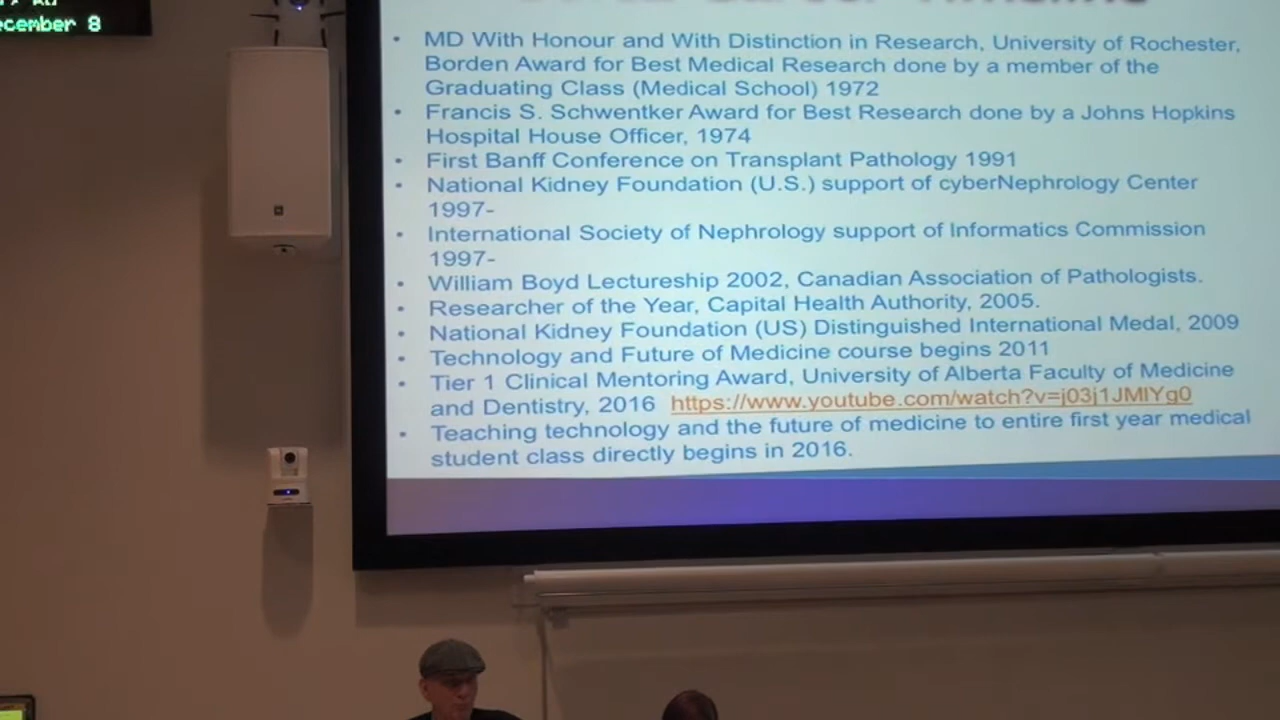 ecember 8
• MD With Honour and With Distinction in Research, University of Rochester,
Borden Award for Best Medical Research done by a member of the
Graduating Class (Medical School) 1972
• Francis S. Schwentker Award for Best Research done by a Johns Hopkins
Hospital House Officer, 1974
• First Banff Conference on Transplant Pathology 1991
• National Kidney Foundation (U.S.) support of cyberNephrology Center
1997-
• International Society of Nephrology support of Informatics Commission
1997-
• William Boyd Lectureship 2002, Canadian Association of Pathologists.
• Researcher of the Year, Capital Health Authority, 2005.
• National Kidney Foundation (US) Distinguished International Medal, 2009
• Technology and Future of Medicine course begins 2011
• Tier 1 Clinical Mentoring Award, University of Alberta Faculty of Medicine
and Dentistry, 2016 https://www.youtube.com/watch?v=j03j1JMIYg0
• Teaching technology and the future of medicine to entire first year medical
student class directly begins in 2016.